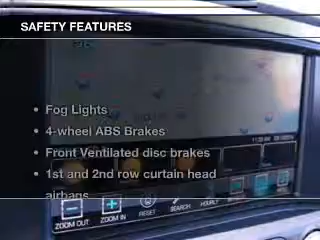 SAFETY FEATURES
• Fog Lights
• 4-wheel ABS Brakes
• Front Ventilated disc brakes
• 1st and 2nd row curtain head
airbags
ZOOM OUT ZOOM IN RESET SEARCH HOURLY